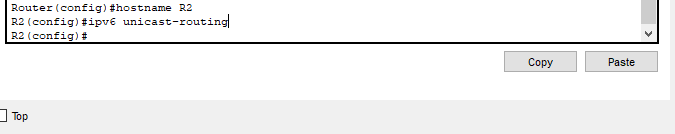 Router(config)#hostname R2
R2(config)#ipv6 unicast-routing
R2(config)#
Copy Paste
Top